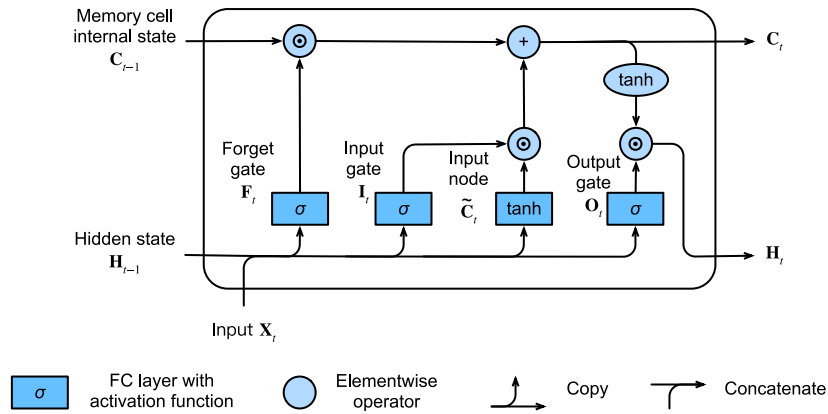 Memory cell
internal state
C_{t−1}
C_t
+
tanh
Forget
gate
F_t
Input
gate
I_t
Input
node
C̃_t
Output
gate
O_t
σ
σ
tanh
σ
Hidden state
H_{t−1}
H_t
Input X_t
σ
FC layer with
activation function
Elementwise
operator
Copy
Concatenate